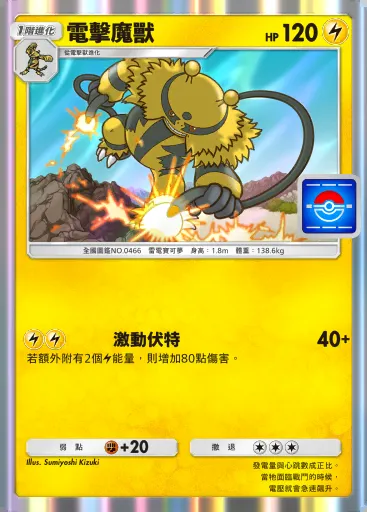 1階進化
電擊魔獸
HP 120
從電擊獸進化
全國圖鑑NO.0466 雷電寶可夢 身高：1.8m 體重：138.6kg
激動伏特 40+
若額外附有2個能量，則增加80點傷害。
弱點 +20 撤退
Illus. Sumiyoshi Kizuki
發電量與心跳數成正比。
當牠面臨戰鬥的時候，
電壓就會急速飆升。